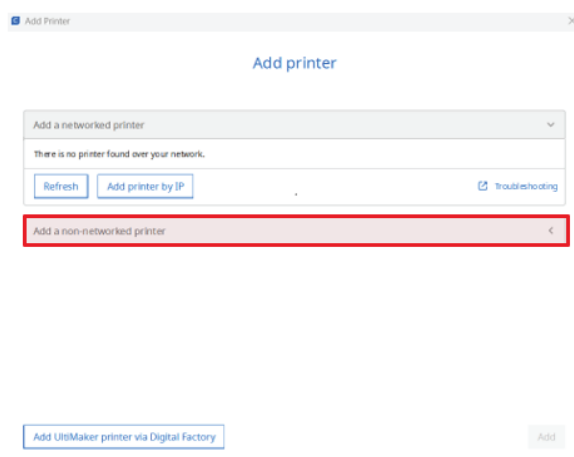 Add Printer
Add printer
Add a networked printer
There is no printer found over your network.
Refresh Add printer by IP Troubleshooting
Add a non-networked printer
Add UltiMaker printer via Digital Factory Add